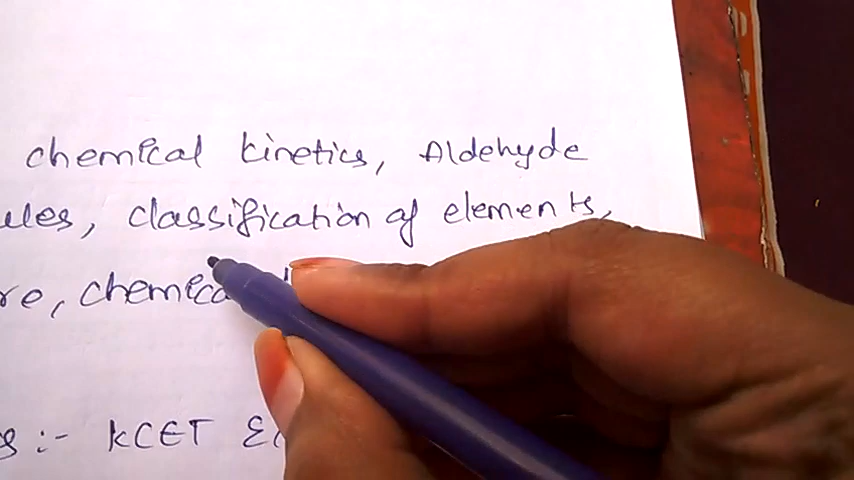 chemical kinetics, Aldehyde
ules, classification of elements,
re, chemica
:- KCET